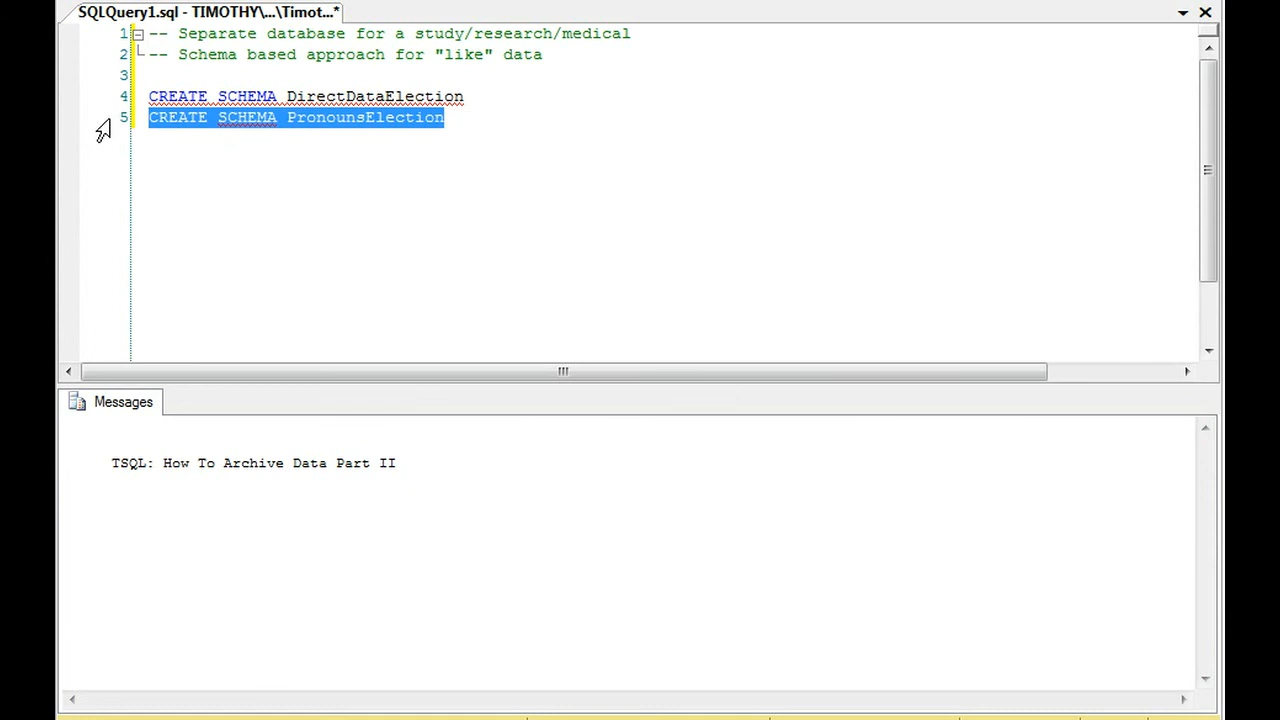 SQLQuery1.sql - TIMOTHY\...\Timot...*
1 -- Separate database for a study/research/medical
2 -- Schema based approach for "like" data
3
4 CREATE SCHEMA DirectDataElection
5 CREATE SCHEMA PronounsElection
Messages
TSQL: How To Archive Data Part II